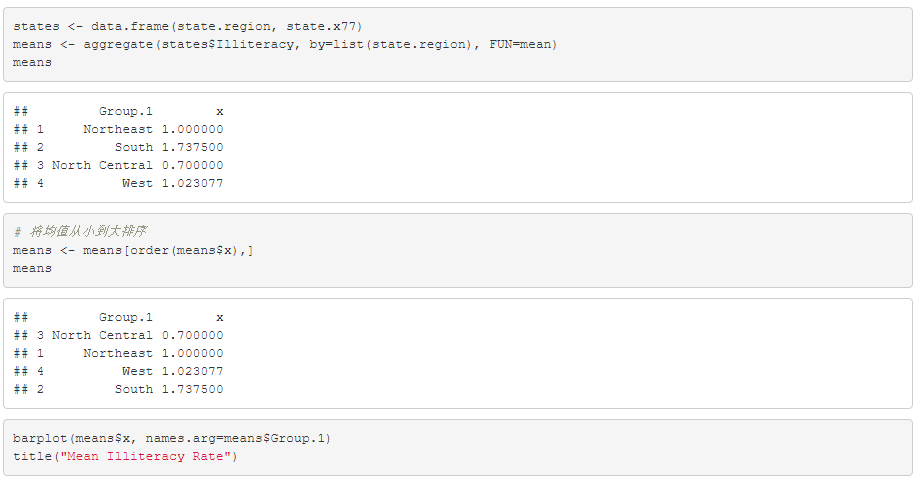 states <- data.frame(state.region, state.x77)
means <- aggregate(states$Illiteracy, by=list(state.region), FUN=mean)
means
##         Group.1        x
## 1     Northeast 1.000000
## 2         South 1.737500
## 3 North Central 0.700000
## 4          West 1.023077
# 将均值从小到大排序
means <- means[order(means$x),]
means
##         Group.1        x
## 3 North Central 0.700000
## 1     Northeast 1.000000
## 4          West 1.023077
## 2         South 1.737500
barplot(means$x, names.arg=means$Group.1)
title("Mean Illiteracy Rate")